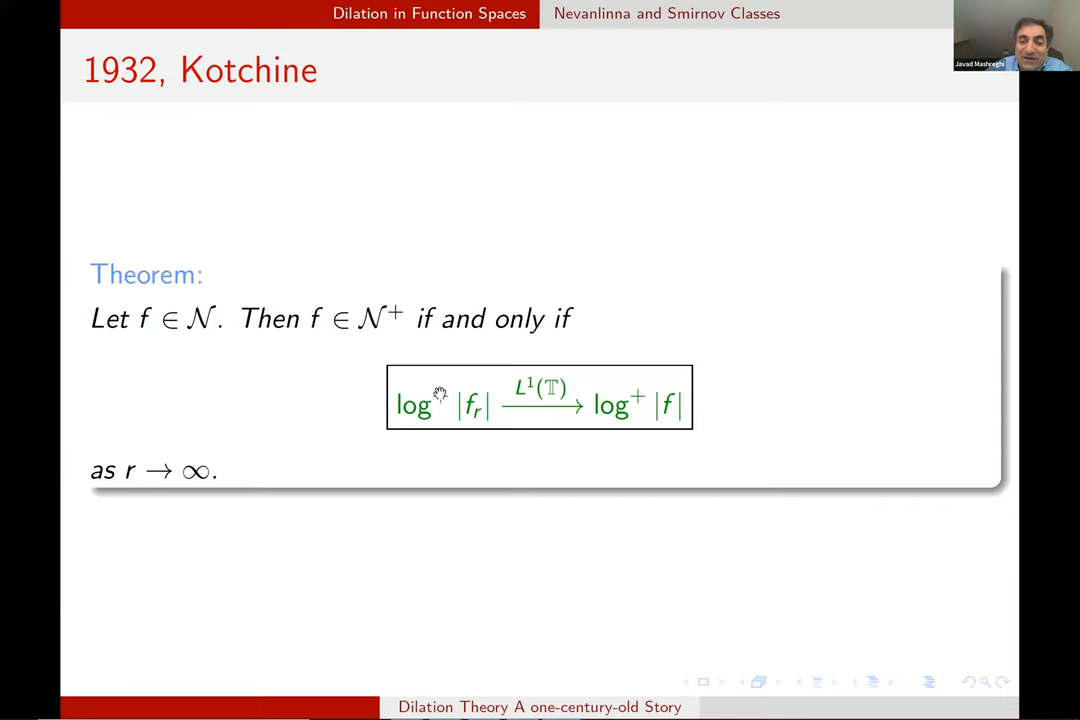 Dilation in Function Spaces Nevanlinna and Smirnov Classes
Javad Mashreghi
1932, Kotchine
Theorem:
Let f ∈ 𝒩. Then f ∈ 𝒩⁺ if and only if
log⁺ |fᵣ| —L¹(𝕋)→ log⁺ |f|
as r → ∞.
Dilation Theory A one-century-old Story